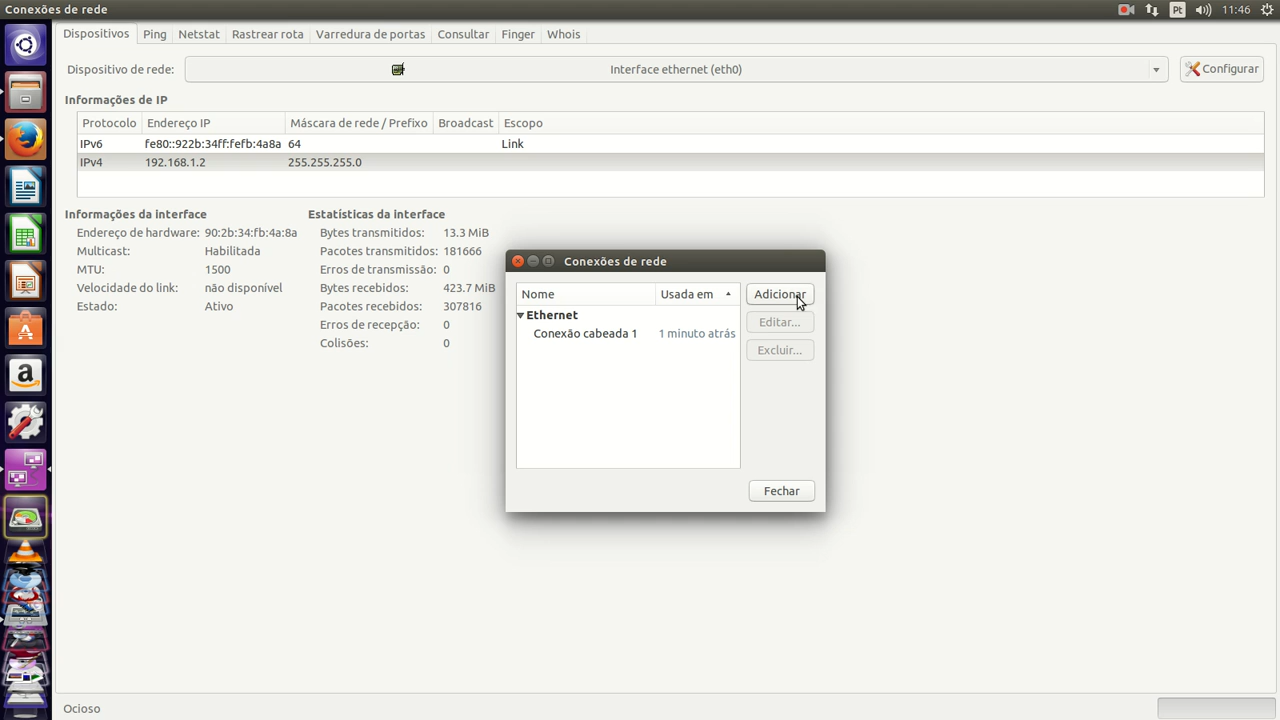 Conexões de rede
Pt
11:46
Dispositivos Ping Netstat Rastrear rota Varredura de portas Consultar Finger Whois
Dispositivo de rede: Interface ethernet (eth0) Configurar
Informações de IP
Protocolo Endereço IP Máscara de rede / Prefixo Broadcast Escopo
IPv6 fe80::922b:34ff:fefb:4a8a 64 Link
IPv4 192.168.1.2 255.255.255.0
Informações da interface
Endereço de hardware: 90:2b:34:fb:4a:8a
Multicast: Habilitada
MTU: 1500
Velocidade do link: não disponível
Estado: Ativo
Estatísticas da interface
Bytes transmitidos: 13.3 MiB
Pacotes transmitidos: 181666
Erros de transmissão: 0
Bytes recebidos: 423.7 MiB
Pacotes recebidos: 307816
Erros de recepção: 0
Colisões: 0
Conexões de rede
Nome Usada em Adicionar
Ethernet Editar...
Conexão cabeada 1 1 minuto atrás
Excluir...
Fechar
a
Ocioso